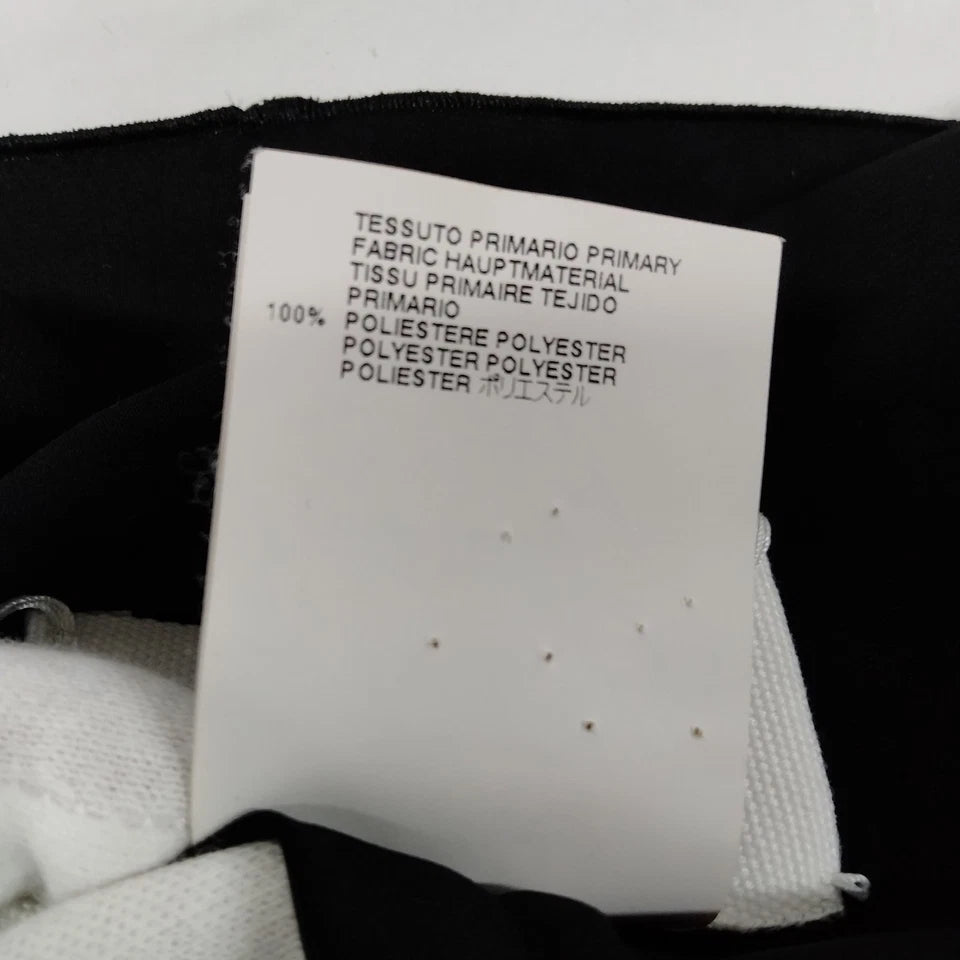 TESSUTO PRIMARIO PRIMARY
FABRIC HAUPTMATERIAL
TISSU PRIMAIRE TEJIDO
PRIMARIO
100% POLIESTERE POLYESTER
POLYESTER POLYESTER
POLIESTER ポリエステル